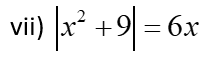 vii) |x² + 9| = 6x